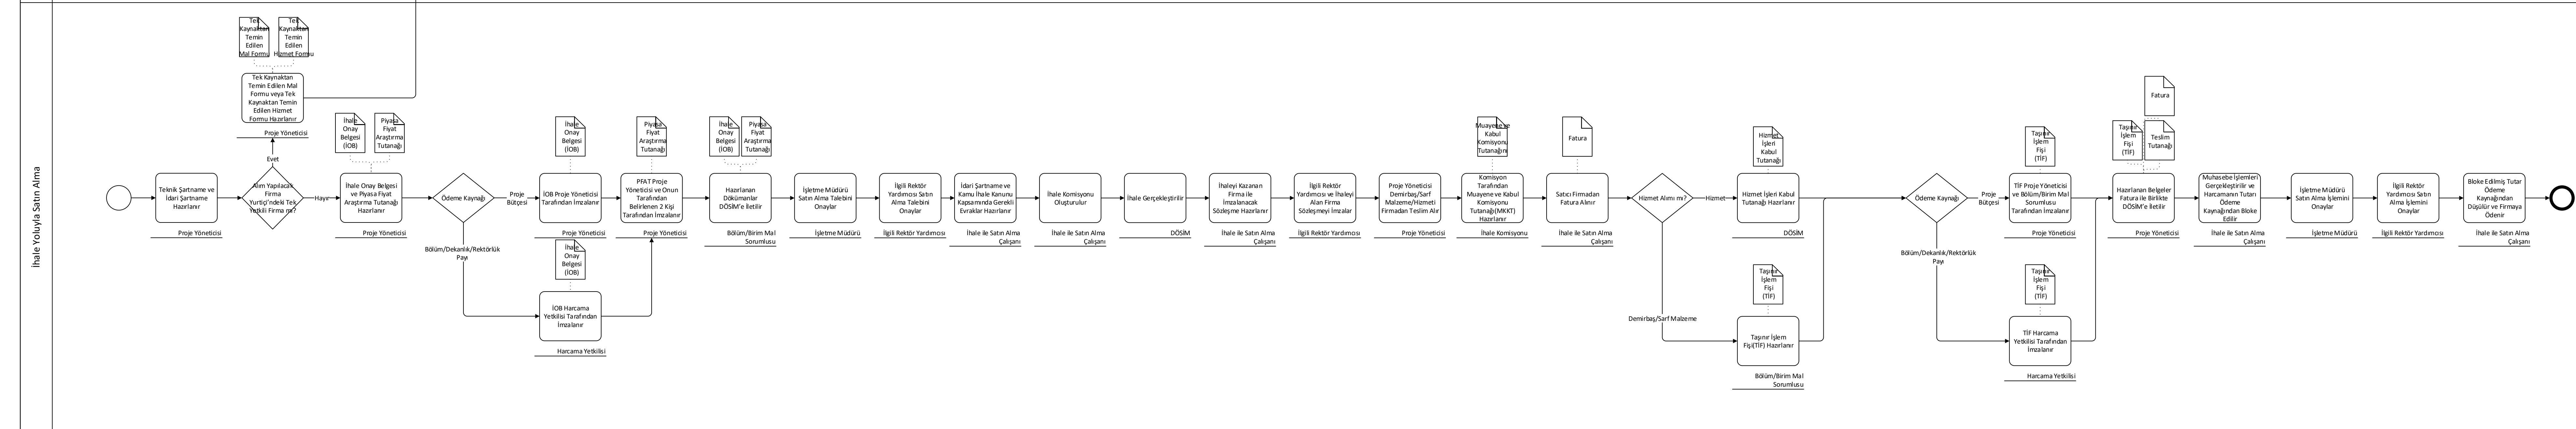 İhale Yoluyla Satın Alma
Tek
Kaynaktan
Temin
Edilen
Mal Formu
Tek
Kaynaktan
Temin
Edilen
Hizmet Formu
Tek Kaynaktan
Temin Edilen Mal
Formu veya Tek
Kaynaktan Temin
Edilen Hizmet
Formu Hazırlanır
Proje Yöneticisi
Evet
Teknik Şartname ve
İdari Şartname
Hazırlanır
Proje Yöneticisi
Alım Yapılacak
Firma
Yurtiçi'ndeki Tek
Yetkili Firma mı?
Hayır
İhale
Onay
Belgesi
(İOB)
Piyasa
Fiyat
Araştırma
Tutanağı
İhale Onay Belgesi
ve Piyasa Fiyat
Araştırma Tutanağı
Hazırlanır
Proje Yöneticisi
Ödeme Kaynağı
Proje
Bütçesi
Bölüm/Dekanlık/Rektörlük
Payı
İhale
Onay
Belgesi
(İOB)
İOB Proje Yöneticisi
Tarafından İmzalanır
Proje Yöneticisi
İhale
Onay
Belgesi
(İOB)
İOB Harcama
Yetkilisi Tarafından
İmzalanır
Harcama Yetkilisi
Piyasa
Fiyat
Araştırma
Tutanağı
PFAT Proje
Yöneticisi ve Onun
Tarafından
Belirlenen 2 Kişi
Tarafından İmzalanır
Proje Yöneticisi
İhale
Onay
Belgesi
(İOB)
Piyasa
Fiyat
Araştırma
Tutanağı
Hazırlanan
Dokümanlar
DÖSİM'e İletilir
Bölüm/Birim Mal
Sorumlusu
İşletme Müdürü
Satın Alma Talebini
Onaylar
İşletme Müdürü
İlgili Rektör
Yardımcısı Satın
Alma Talebini
Onaylar
İlgili Rektör Yardımcısı
İdari Şartname ve
Kamu İhale Kanunu
Kapsamında Gerekli
Evraklar Hazırlanır
İhale ile Satın Alma
Çalışanı
İhale Komisyonu
Oluşturulur
İhale ile Satın Alma
Çalışanı
İhale Gerçekleştirilir
DÖSİM
İhaleyi Kazanan
Firma ile
İmzalanacak
Sözleşme Hazırlanır
İhale ile Satın Alma
Çalışanı
İlgili Rektör
Yardımcısı ve İhaleyi
Alan Firma
Sözleşmeyi İmzalar
İlgili Rektör Yardımcısı
Proje Yöneticisi
Demirbaş/Sarf
Malzeme/Hizmeti
Firmadan Teslim Alır
Proje Yöneticisi
Muayene ve
Kabul
Komisyonu
Tutanağını
Komisyon
Tarafından
Muayene ve Kabul
Komisyonu
Tutanağı(MKKT)
Hazırlanır
İhale Komisyonu
Fatura
Satıcı Firmadan
Fatura Alınır
İhale ile Satın Alma
Çalışanı
Hizmet Alımı mı?
Hizmet
Demirbaş/Sarf Malzeme
Hizmet
İşleri
Kabul
Tutanağı
Hizmet İşleri Kabul
Tutanağı Hazırlanır
DÖSİM
Taşınır
İşlem
Fişi
(TİF)
Taşınır İşlem
Fişi(TİF) Hazırlanır
Bölüm/Birim Mal
Sorumlusu
Ödeme Kaynağı
Proje
Bütçesi
Bölüm/Dekanlık/Rektörlük
Payı
Taşınır
İşlem
Fişi
(TİF)
TİF Proje Yöneticisi
ve Bölüm/Birim Mal
Sorumlusu
Tarafından İmzalanır
Proje Yöneticisi
Taşınır
İşlem
Fişi
(TİF)
TİF Harcama
Yetkilisi Tarafından
İmzalanır
Harcama Yetkilisi
Fatura
Taşınır
İşlem
Fişi
(TİF)
Teslim
Tutanağı
Hazırlanan Belgeler
Fatura ile Birlikte
DÖSİM'e İletilir
Proje Yöneticisi
Muhasebe İşlemleri
Gerçekleştirilir ve
Harcamanın Tutarı
Ödeme
Kaynağından Bloke
Edilir
İhale ile Satın Alma
Çalışanı
İşletme Müdürü
Satın Alma İşlemini
Onaylar
İşletme Müdürü
İlgili Rektör
Yardımcısı Satın
Alma İşlemini
Onaylar
İlgili Rektör Yardımcısı
Bloke Edilmiş Tutar
Ödeme
Kaynağından
Düşülür ve Firmaya
Ödenir
İhale ile Satın Alma
Çalışanı